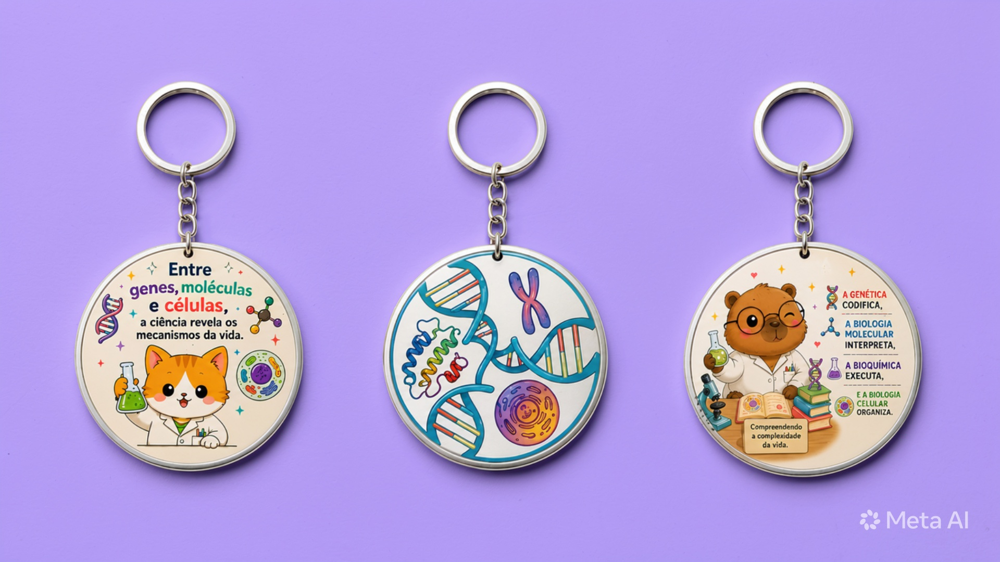 Entre
genes, moléculas
e células,
a ciência revela os
mecanismos da vida.
A GENÉTICA
CODIFICA,
A BIOLOGIA
MOLECULAR
INTERPRETA,
A BIOQUÍMICA
EXECUTA,
E A BIOLOGIA
CELULAR
ORGANIZA.
Compreendendo
a complexidade
da vida.
Meta AI